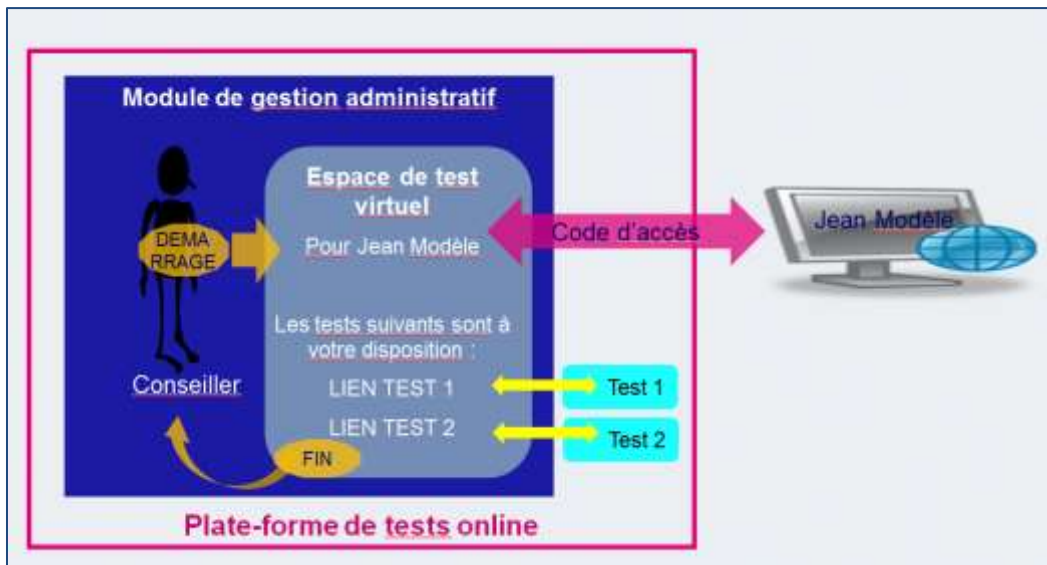 Module de gestion administratif
Espace de test
virtuel
Pour Jean Modèle
DEMA
RRAGE
Code d'accès
Jean Modèle
Les tests suivants sont à
votre disposition :
Conseiller
LIEN TEST 1
Test 1
LIEN TEST 2
Test 2
FIN
Plate-forme de tests online